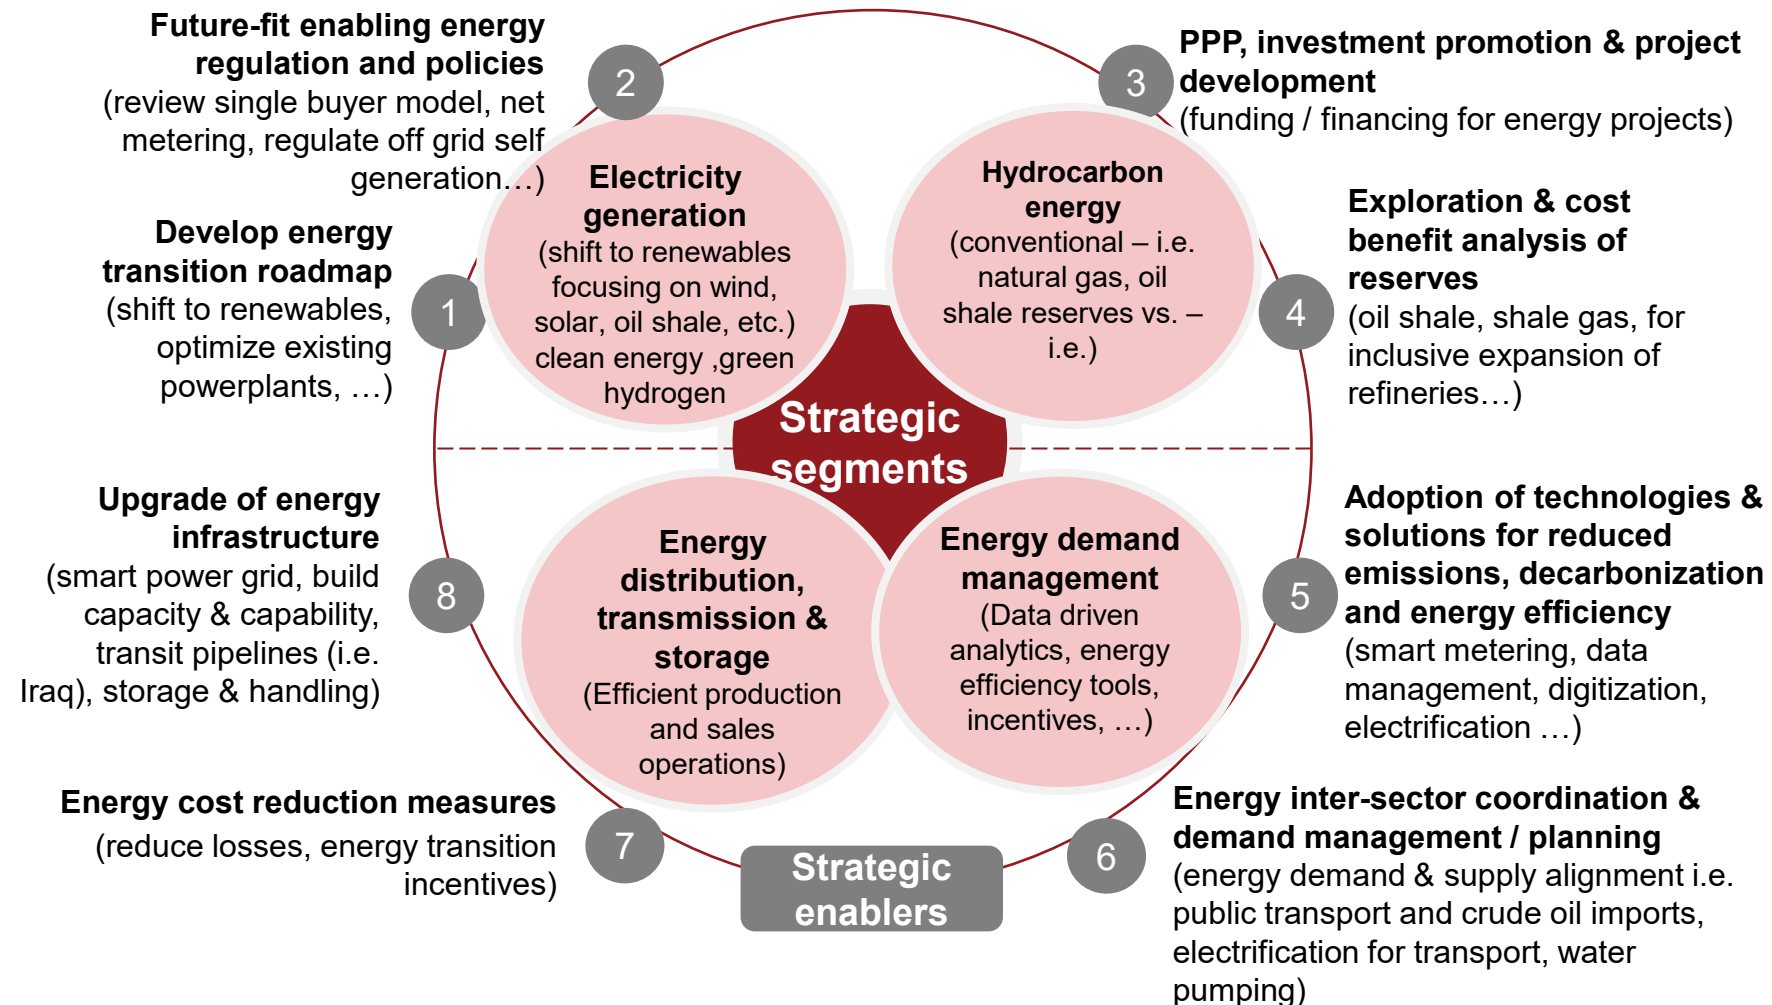 Future-fit enabling energy
regulation and policies
(review single buyer model, net
metering, regulate off grid self
generation…)
2
3
PPP, investment promotion & project
development
(funding / financing for energy projects)
Develop energy
transition roadmap
(shift to renewables,
optimize existing
powerplants, …)
1
Electricity
generation
(shift to renewables
focusing on wind,
solar, oil shale, etc.)
clean energy ,green
hydrogen
Hydrocarbon
energy
(conventional – i.e.
natural gas, oil
shale reserves vs. –
i.e.)
4
Exploration & cost
benefit analysis of
reserves
(oil shale, shale gas, for
inclusive expansion of
refineries…)
Strategic
segments
Upgrade of energy
infrastructure
(smart power grid, build
capacity & capability,
transit pipelines (i.e.
Iraq), storage & handling)
8
Energy
distribution,
transmission &
storage
(Efficient production
and sales
operations)
Energy demand
management
(Data driven
analytics, energy
efficiency tools,
incentives, …)
5
Adoption of technologies &
solutions for reduced
emissions, decarbonization
and energy efficiency
(smart metering, data
management, digitization,
electrification …)
Energy cost reduction measures
(reduce losses, energy transition
incentives)
7
Strategic
enablers
6
Energy inter-sector coordination &
demand management / planning
(energy demand & supply alignment i.e.
public transport and crude oil imports,
electrification for transport, water
pumping)